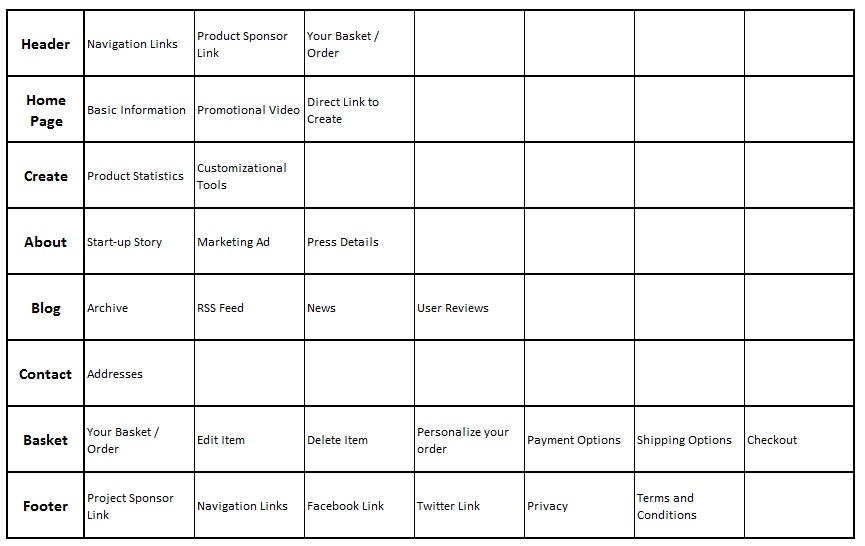 Header
Navigation Links
Product Sponsor
Link
Your Basket /
Order
Home
Page
Basic Information
Promotional Video
Direct Link to
Create
Create
Product Statistics
Customizational
Tools
About
Start-up Story
Marketing Ad
Press Details
Blog
Archive
RSS Feed
News
User Reviews
Contact
Addresses
Basket
Your Basket /
Order
Edit Item
Delete Item
Personalize your
order
Payment Options
Shipping Options
Checkout
Footer
Project Sponsor
Link
Navigation Links
Facebook Link
Twitter Link
Privacy
Terms and
Conditions